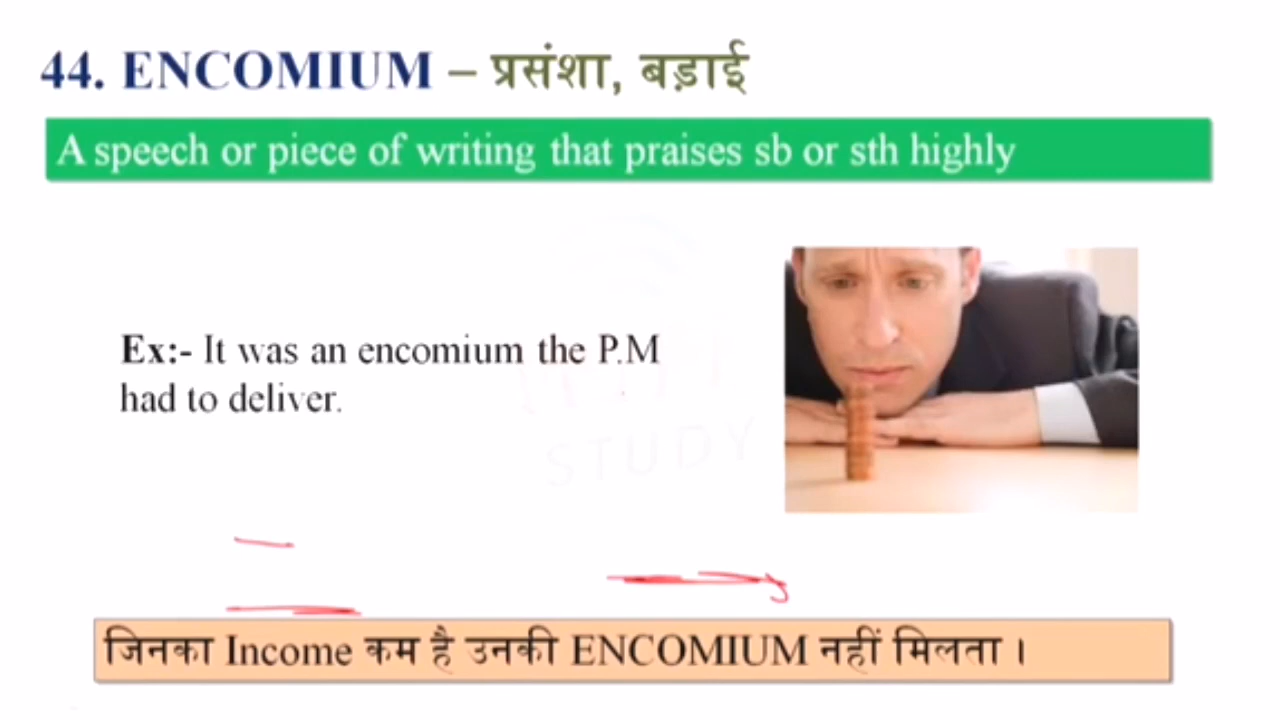 44. ENCOMIUM – प्रसंशा, बड़ाई
A speech or piece of writing that praises sb or sth highly
Ex:- It was an encomium the P.M
had to deliver.
STUDY
जिनका Income कम है उनकी ENCOMIUM नहीं मिलता ।